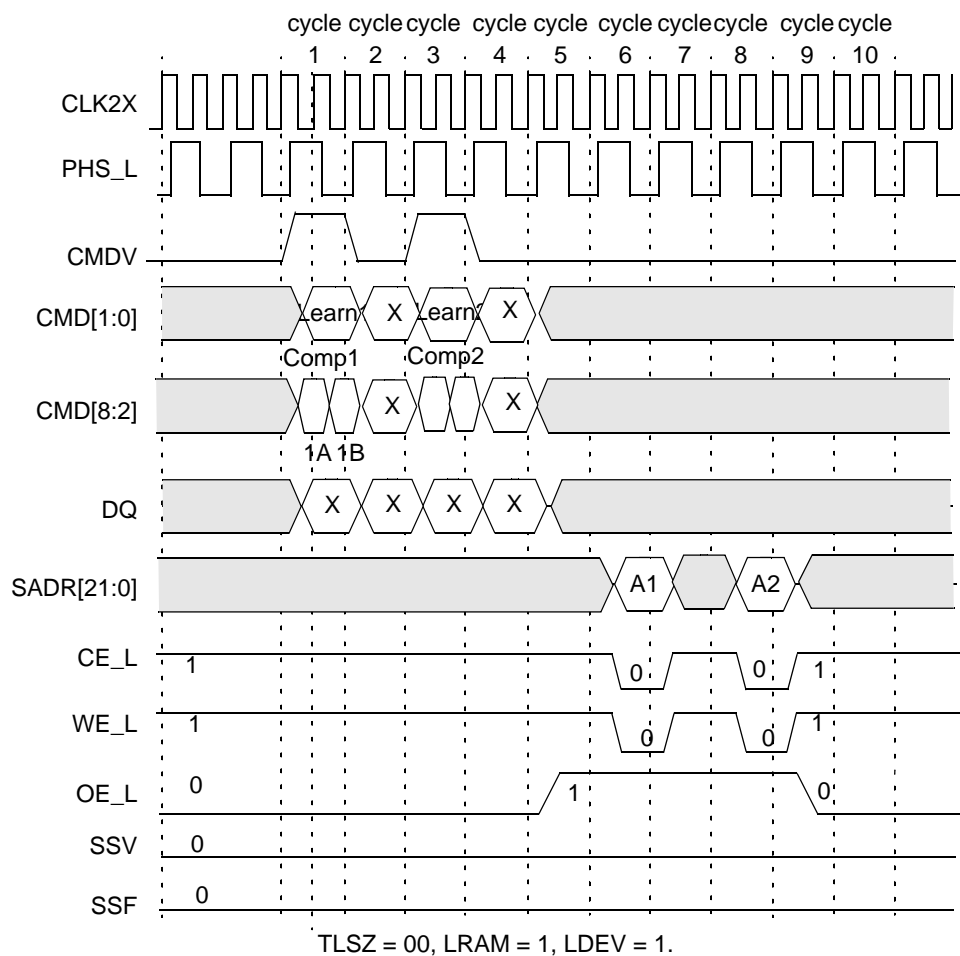 cycle cycle cycle cycle cycle cycle cycle cycle cycle cycle
1 2 3 4 5 6 7 8 9 10
CLK2X
PHS_L
CMDV
CMD[1:0] Learn1 X Learn2 X
Comp1 Comp2
CMD[8:2] X X
1A 1B
DQ X X X X
SADR[21:0] A1 A2
CE_L 1 0 0 1
WE_L 1 0 0 1
OE_L 0 1 0
SSV 0
SSF 0
TLSZ = 00, LRAM = 1, LDEV = 1.